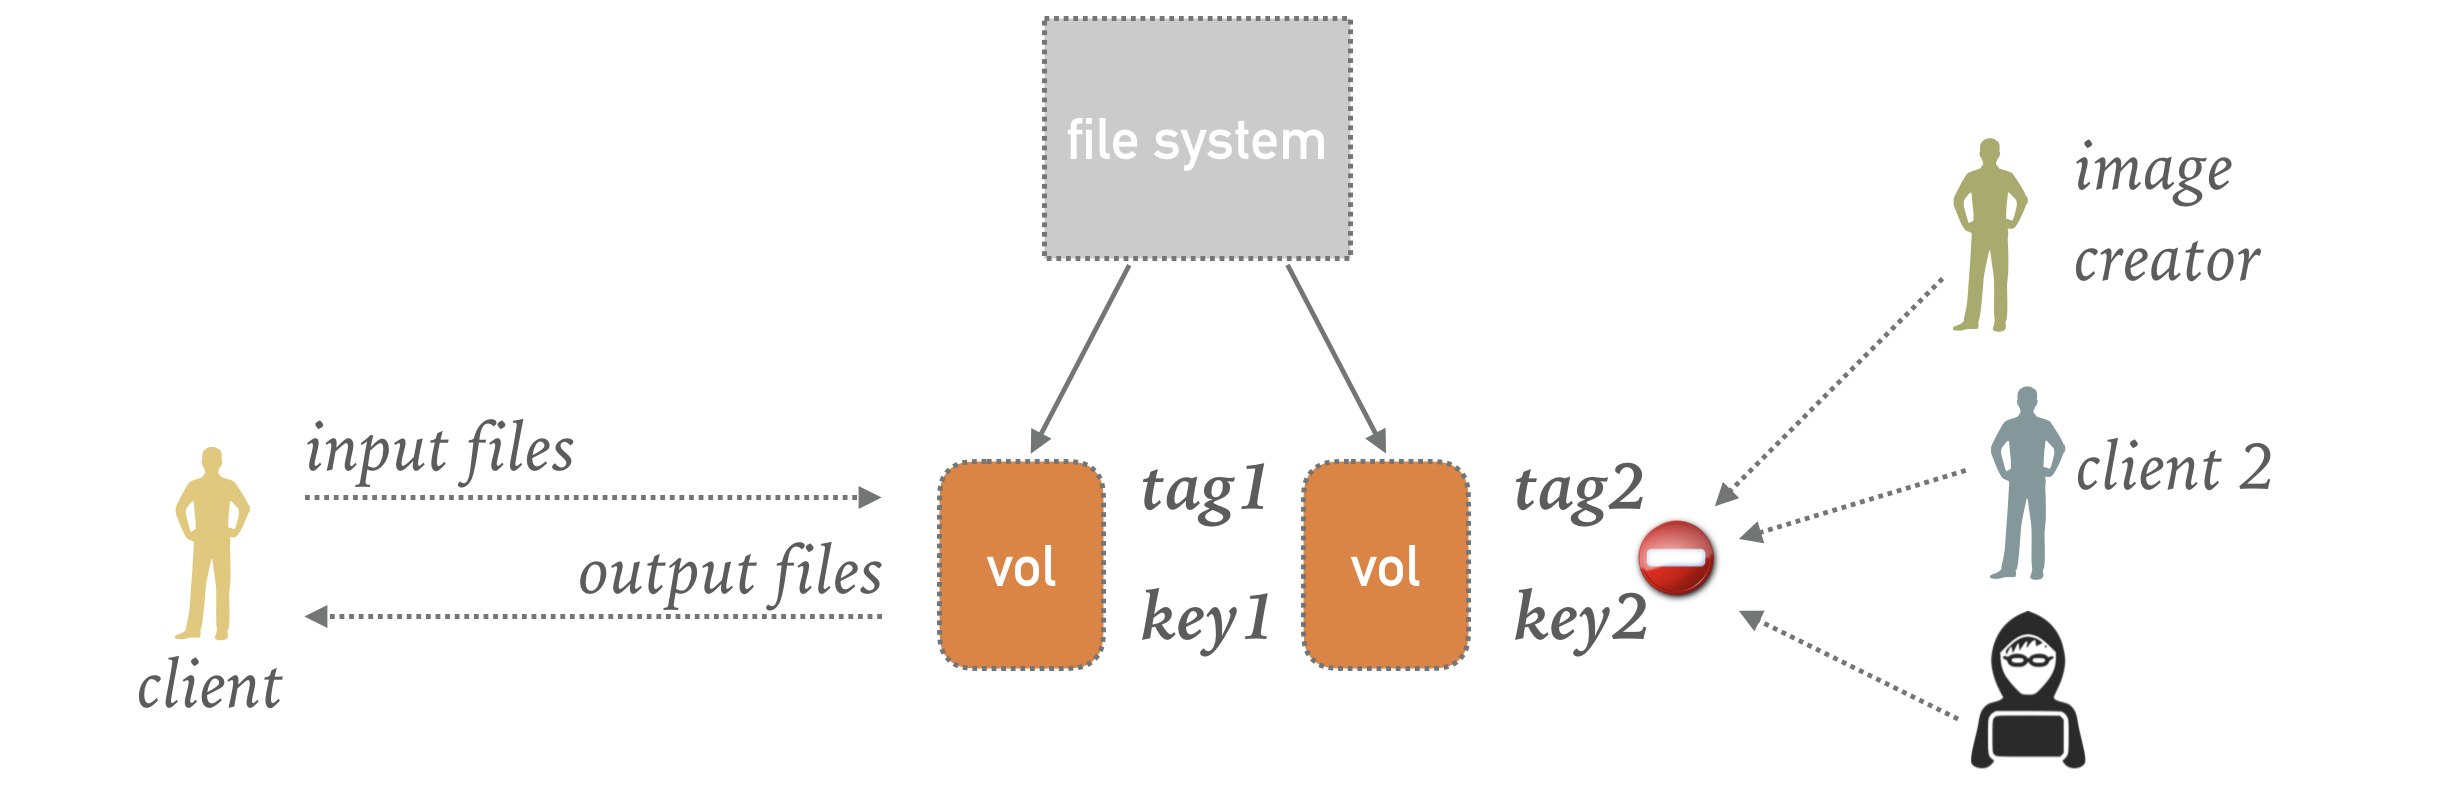 file system
image
creator
input files
output files
client
vol
tag1
key1
vol
tag2
key2
client 2